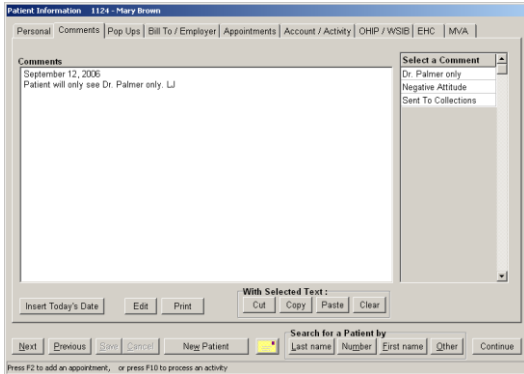 Patient Information 1124 - Mary Brown
Personal Comments Pop Ups Bill To / Employer Appointments Account / Activity OHIP / WSIB EHC MVA
Comments
September 12, 2006
Patient will only see Dr. Palmer only. LJ
Select a Comment
Dr. Palmer only
Negative Attitude
Sent To Collections
Insert Today's Date Edit Print
With Selected Text :
Cut Copy Paste Clear
Next Previous Save Cancel New Patient
Search for a Patient by
Last name Number First name Other Continue
Press F2 to add an appointment, or press F10 to process an activity